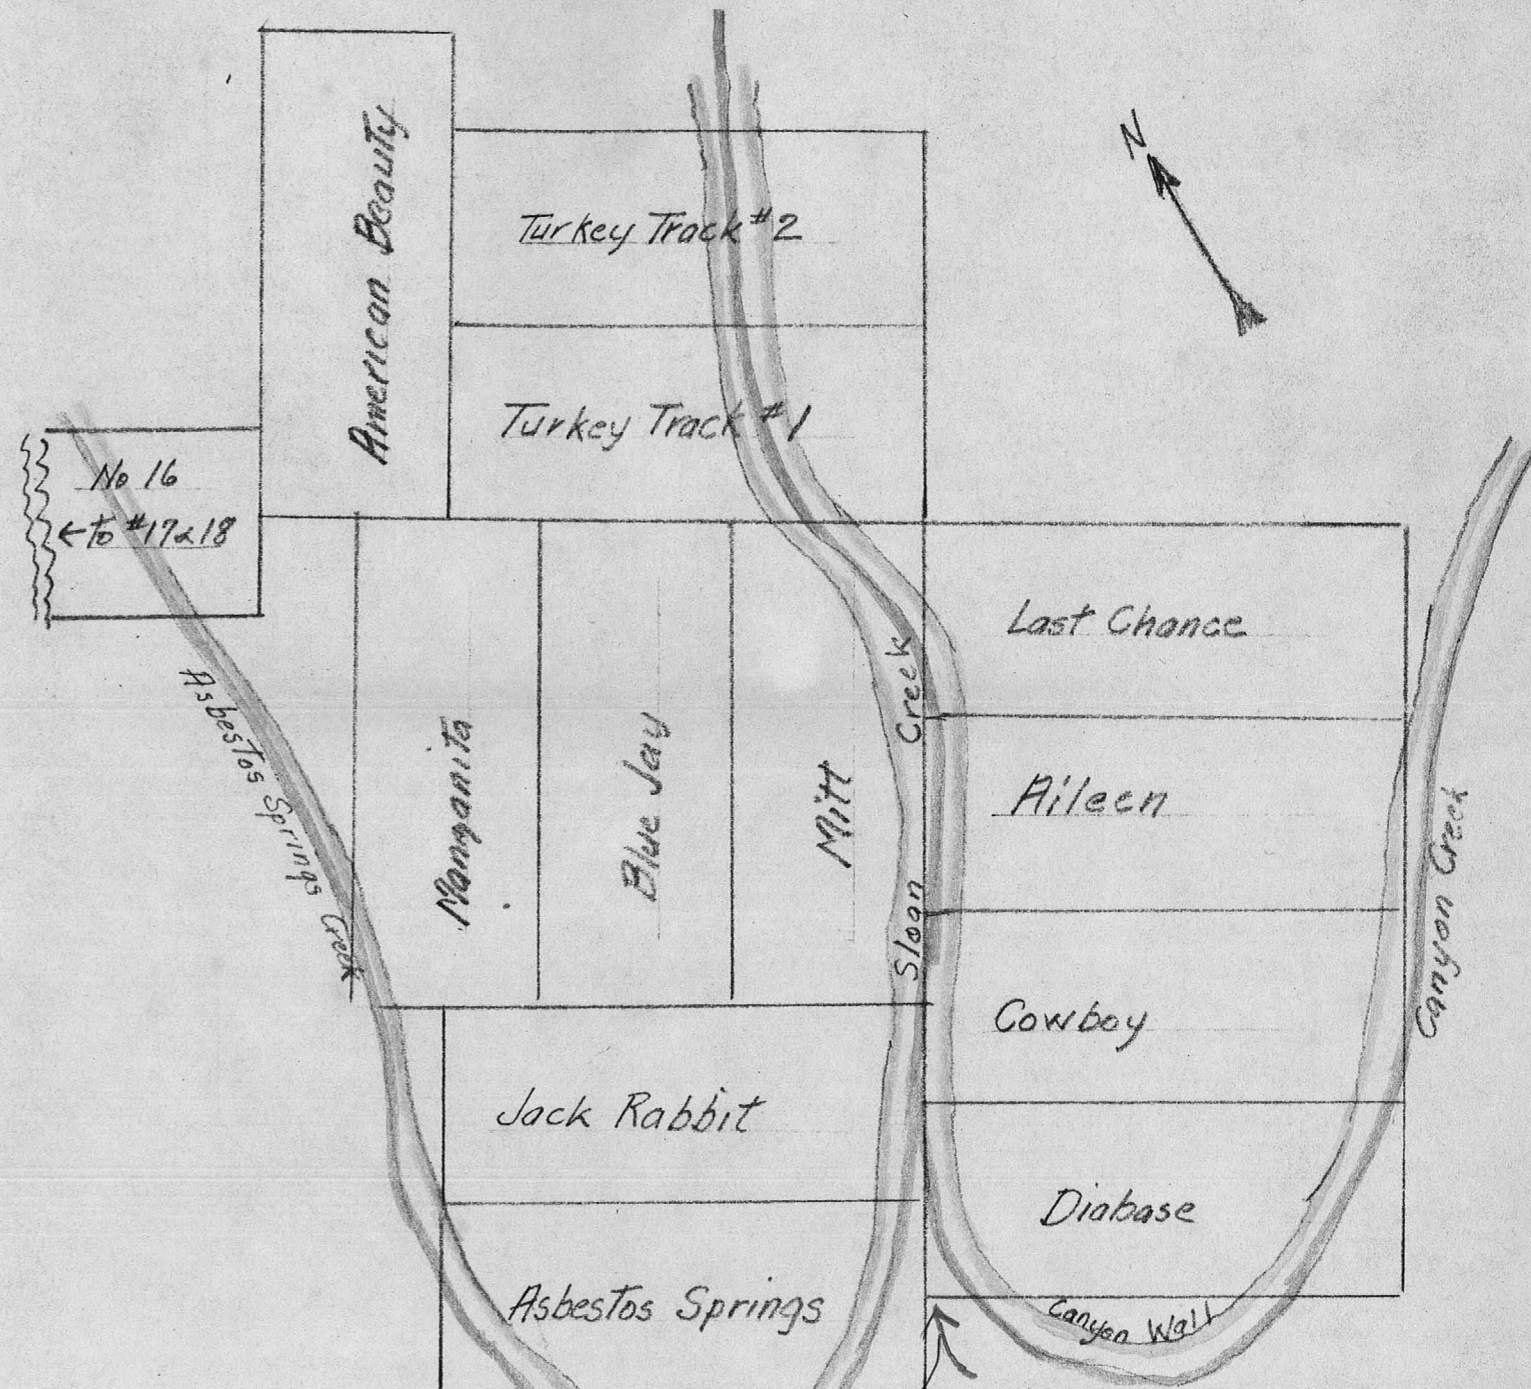 N
American Beauty
Turkey Track #2
Turkey Track #1
No 16
← to #17 & 18
Last Chance
Asbestos Springs Creek
Manganita
Blue Jay
Mitt
Sloan Creek
Aileen
Canyon Creek
Cowboy
Jack Rabbit
Diabase
Asbestos Springs
Canyon Wall